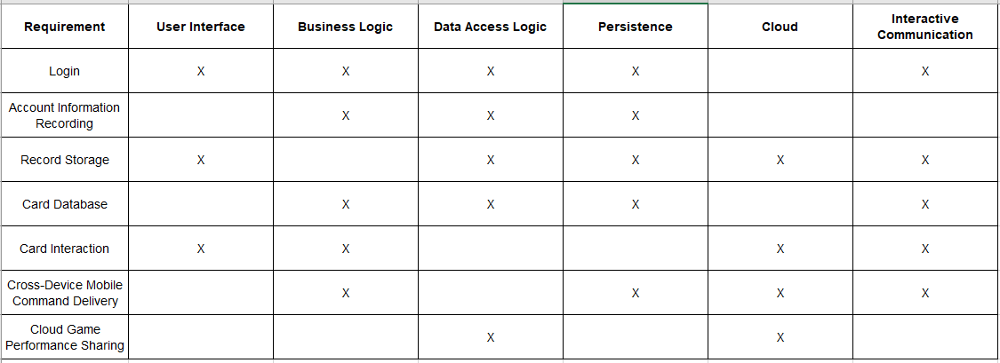 Requirement User Interface Business Logic Data Access Logic Persistence Cloud Interactive Communication
Login X X X X X
Account Information Recording X X X
Record Storage X X X X X
Card Database X X X X
Card Interaction X X X X
Cross-Device Mobile Command Delivery X X X X
Cloud Game Performance Sharing X X